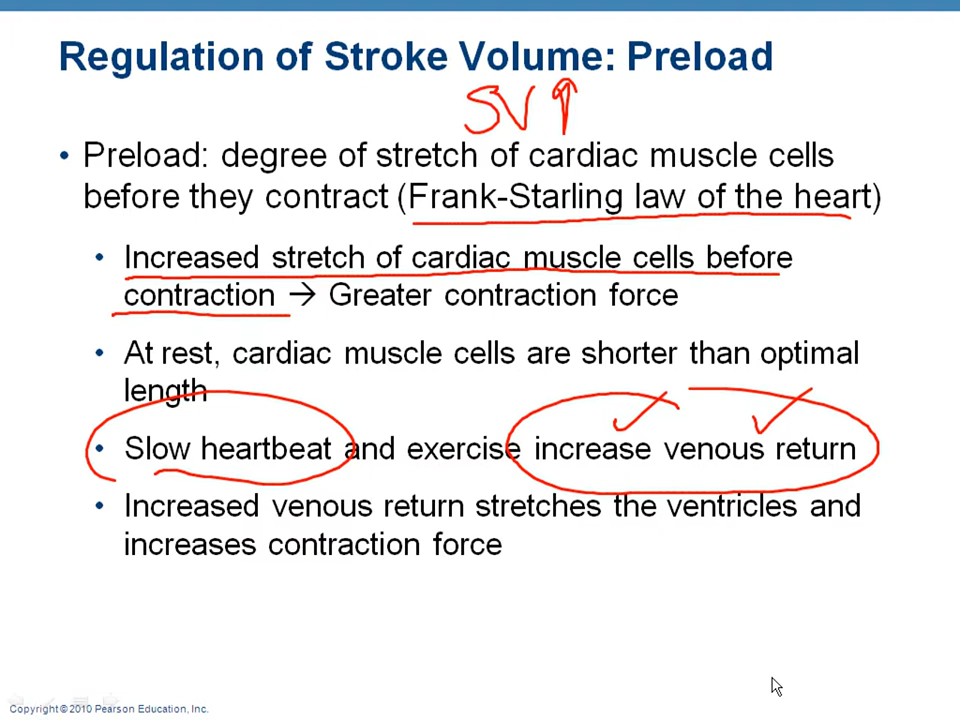 Regulation of Stroke Volume: Preload
SV↑
• Preload: degree of stretch of cardiac muscle cells
before they contract (Frank-Starling law of the heart)
• Increased stretch of cardiac muscle cells before
contraction → Greater contraction force
• At rest, cardiac muscle cells are shorter than optimal
length
• Slow heartbeat and exercise increase venous return
• Increased venous return stretches the ventricles and
increases contraction force
Copyright © 2010 Pearson Education, Inc.